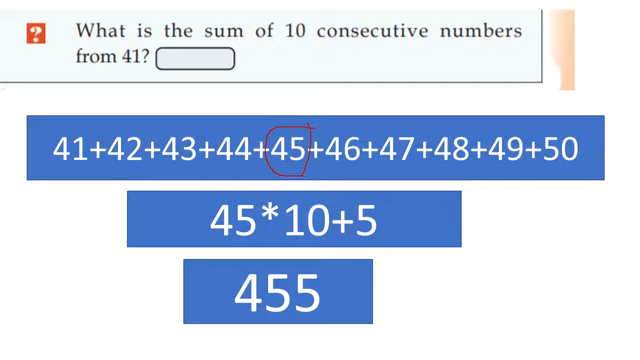 ? What is the sum of 10 consecutive numbers
from 41?
41+42+43+44+45+46+47+48+49+50
45*10+5
455